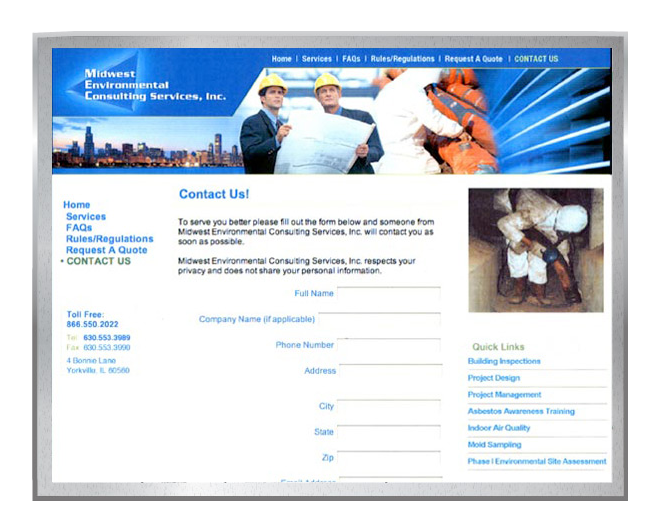 Home | Services | FAQs | Rules/Regulations | Request A Quote | CONTACT US
Midwest
Environmental
Consulting Services, Inc.
Contact Us!
Home
Services
FAQs
Rules/Regulations
Request A Quote
• CONTACT US
To serve you better please fill out the form below and someone from
Midwest Environmental Consulting Services, Inc. will contact you as
soon as possible.
Midwest Environmental Consulting Services, Inc. respects your
privacy and does not share your personal information.
Full Name
Company Name (if applicable)
Phone Number
Address
City
State
Zip
Email Address
Toll Free:
866.550.2022
Tel: 630.553.3989
Fax: 630.553.3990
4 Bonnie Lane
Yorkville, IL 60560
Quick Links
Building Inspections
Project Design
Project Management
Asbestos Awareness Training
Indoor Air Quality
Mold Sampling
Phase I Environmental Site Assessment